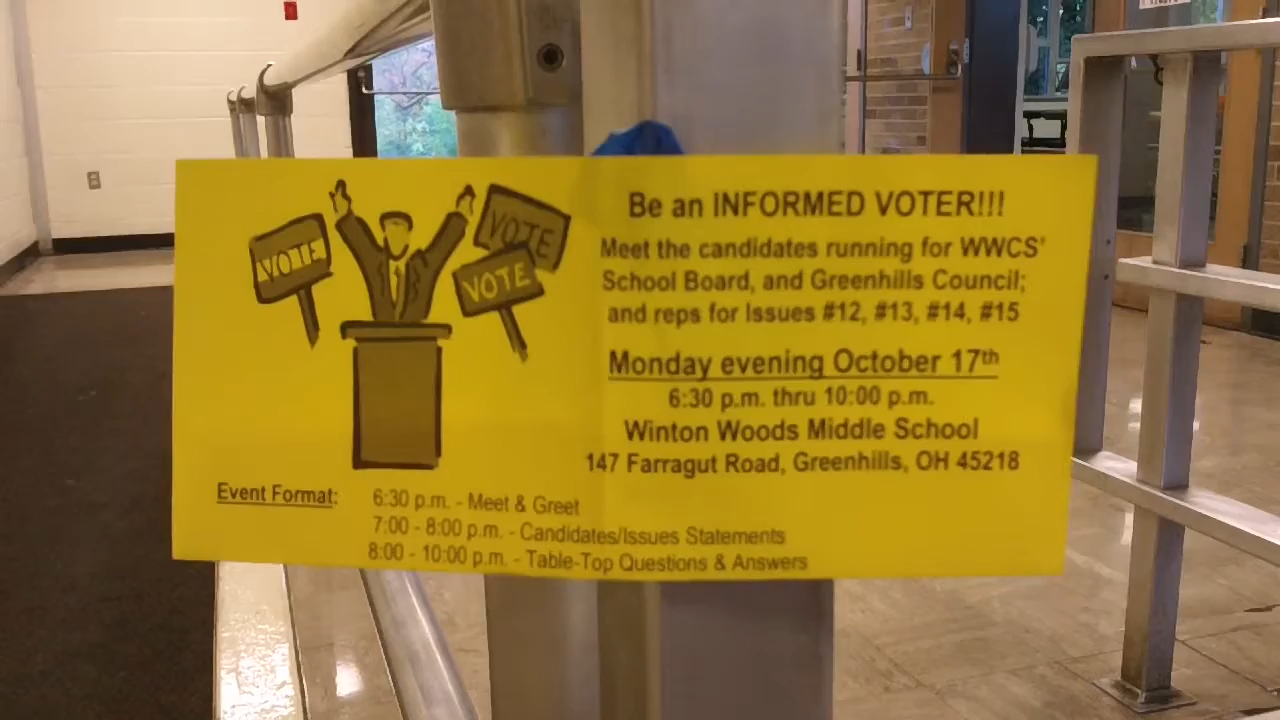 VOTE
VOTE
VOTE
Be an INFORMED VOTER!!!
Meet the candidates running for WWCS'
School Board, and Greenhills Council;
and reps for Issues #12, #13, #14, #15
Monday evening October 17th
6:30 p.m. thru 10:00 p.m.
Winton Woods Middle School
147 Farragut Road, Greenhills, OH 45218
Event Format: 6:30 p.m. - Meet & Greet
7:00 - 8:00 p.m. - Candidates/Issues Statements
8:00 - 10:00 p.m. - Table-Top Questions & Answers